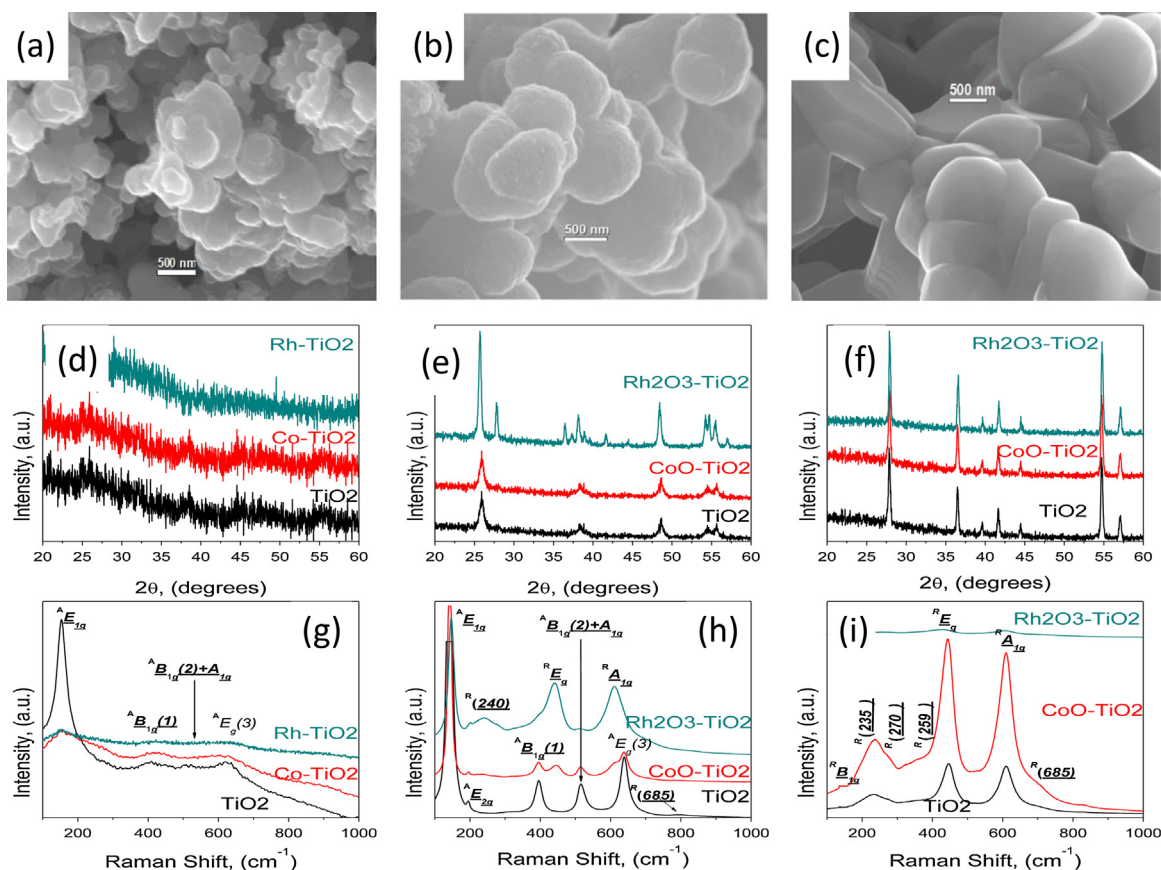 (a)
500 nm
(b)
500 nm
(c)
500 nm
(d)
Rh-TiO2
Co-TiO2
TiO2
Intensity, (a.u.)
20 25 30 35 40 45 50 55 60
2θ, (degrees)
(e)
Rh2O3-TiO2
CoO-TiO2
TiO2
Intensity, (a.u.)
20 25 30 35 40 45 50 55 60
2θ, (degrees)
(f)
Rh2O3-TiO2
CoO-TiO2
TiO2
Intensity, (a.u.)
20 25 30 35 40 45 50 55 60
2θ, (degrees)
(g)
ᴬE₁g
ᴬB₁g(2)+A₁g
ᴬB₁g(1)
ᴬEg(3)
Rh-TiO2
Co-TiO2
TiO2
Intensity, (a.u.)
200 400 600 800 1000
Raman Shift, (cm⁻¹)
(h)
ᴬE₁g
ᴬB₁g(2)+A₁g
ᴿEg
ᴿA₁g
ᴿ(240)
Rh2O3-TiO2
ᴬB₁g(1)
ᴬEg(3)
CoO-TiO2
ᴬE₂g
ᴿ(685)
TiO2
Intensity, (a.u.)
200 400 600 800 1000
Raman Shift, (cm⁻¹)
(i)
Rh2O3-TiO2
ᴿEg
ᴿA₁g
CoO-TiO2
ᴿ(235)
ᴿ(270)
ᴿ(259)
ᴿB₁g
ᴿ(685)
TiO2
Intensity, (a.u.)
200 400 600 800 1000
Raman Shift, (cm⁻¹)